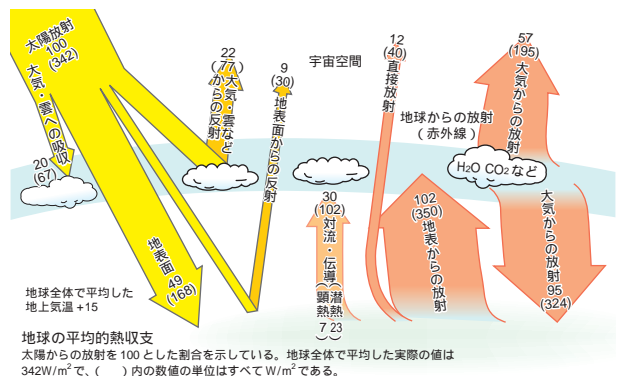 太陽放射
100
(342)
大気・雲への吸収
20
(67)
22
(77)
大気・雲など
からの反射
9
(30)
地表面からの反射
宇宙空間
12
(40)
直接放射
地球からの放射
(赤外線)
57
(195)
大気からの放射
H₂O CO₂など
地表面 49
(168)
30
(102)
対流・伝導
(顕熱 7)
(潜熱 23)
102
(350)
地表からの放射
大気からの放射
95
(324)
地球全体で平均した
地上気温 +15
地球の平均的熱収支
太陽からの放射を 100 とした割合を示している。地球全体で平均した実際の値は
342W/m² で、(　)内の数値の単位はすべて W/m² である。